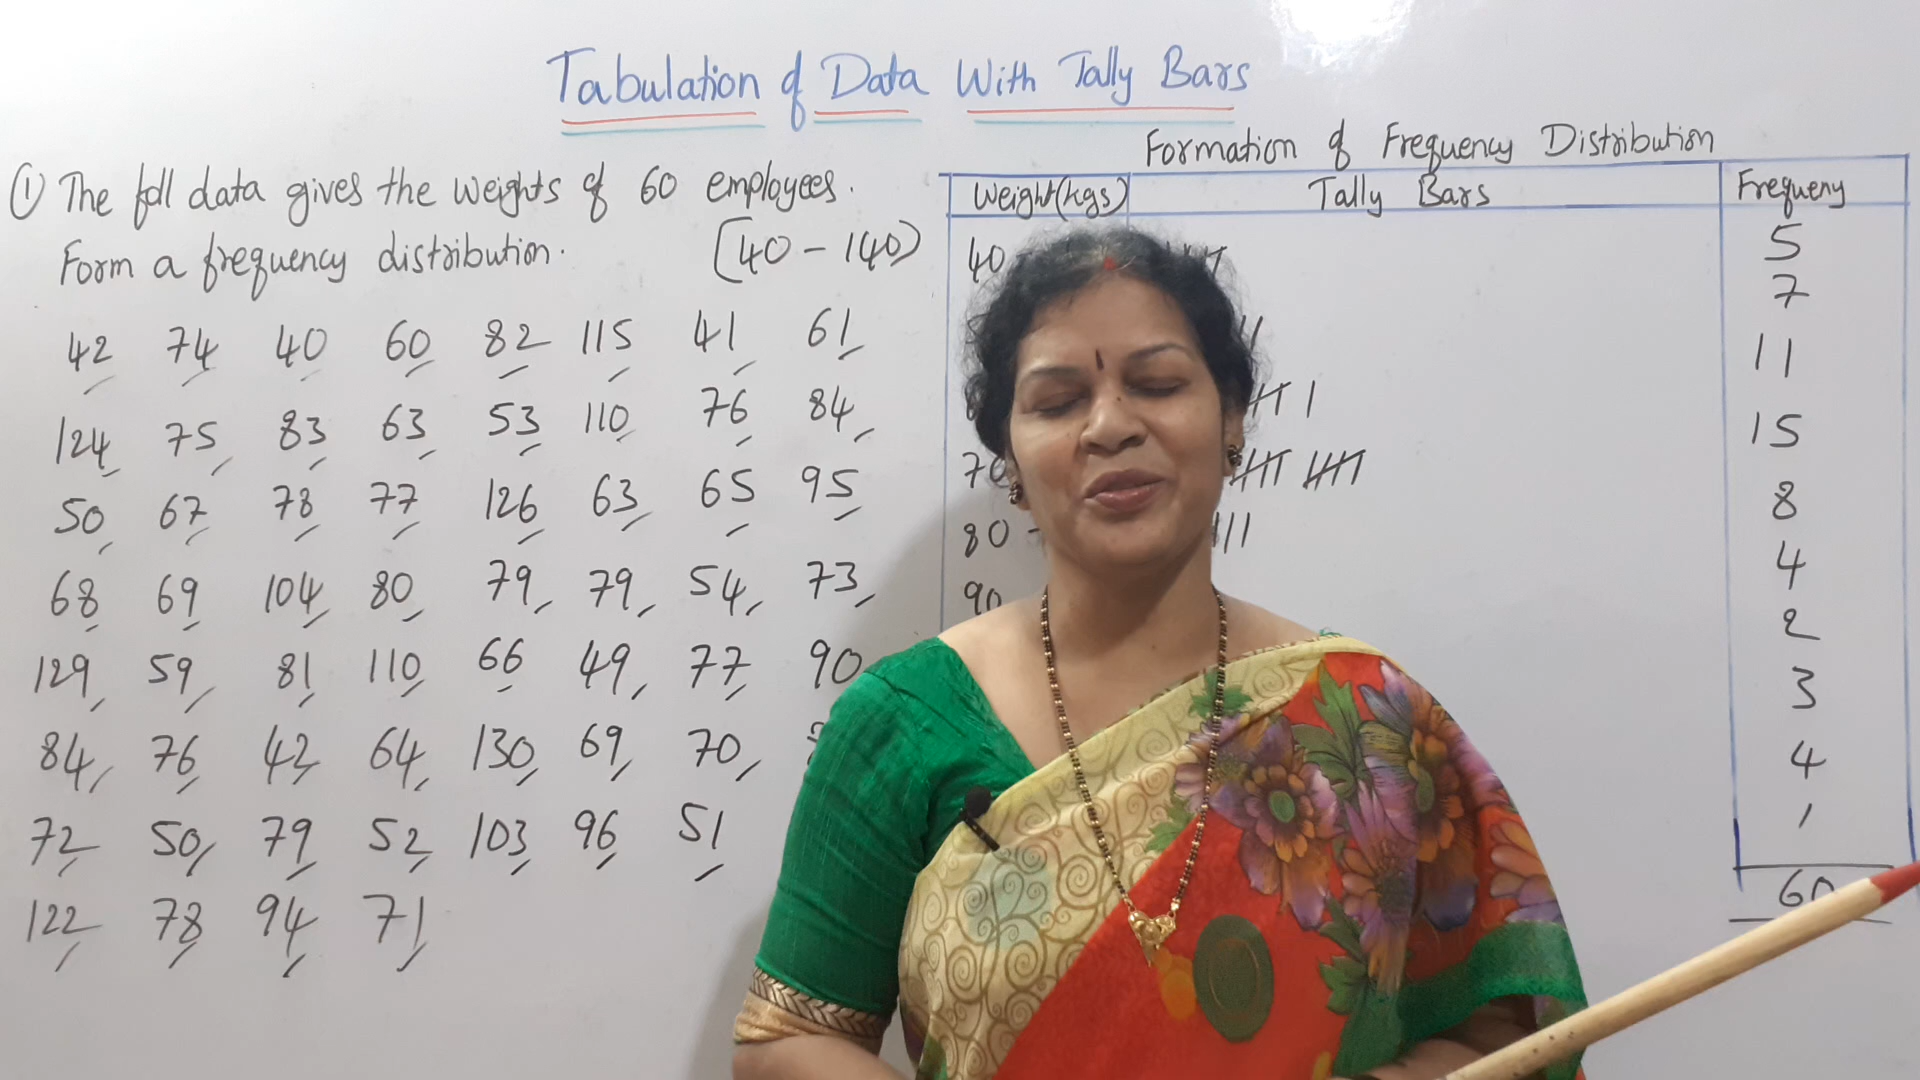 Tabulation of Data With Tally Bars
① The foll data gives the weights of 60 employees.
Form a frequency distribution. (40 - 140)
42 74 40 60 82 115 41 61
124 75 83 63 53 110 76 84
50 67 78 77 126 63 65 95
68 69 104 80 79 79 54 73
129 59 81 110 66 49 77 90
84 76 42 64 130 69 70
72 50 79 52 103 96 51
122 78 94 71
Formation of Frequency Distribution
Weight(kgs) Tally Bars Frequeny
40 5
7
11
70 15
80 - 8
90 4
2
3
4
1
60